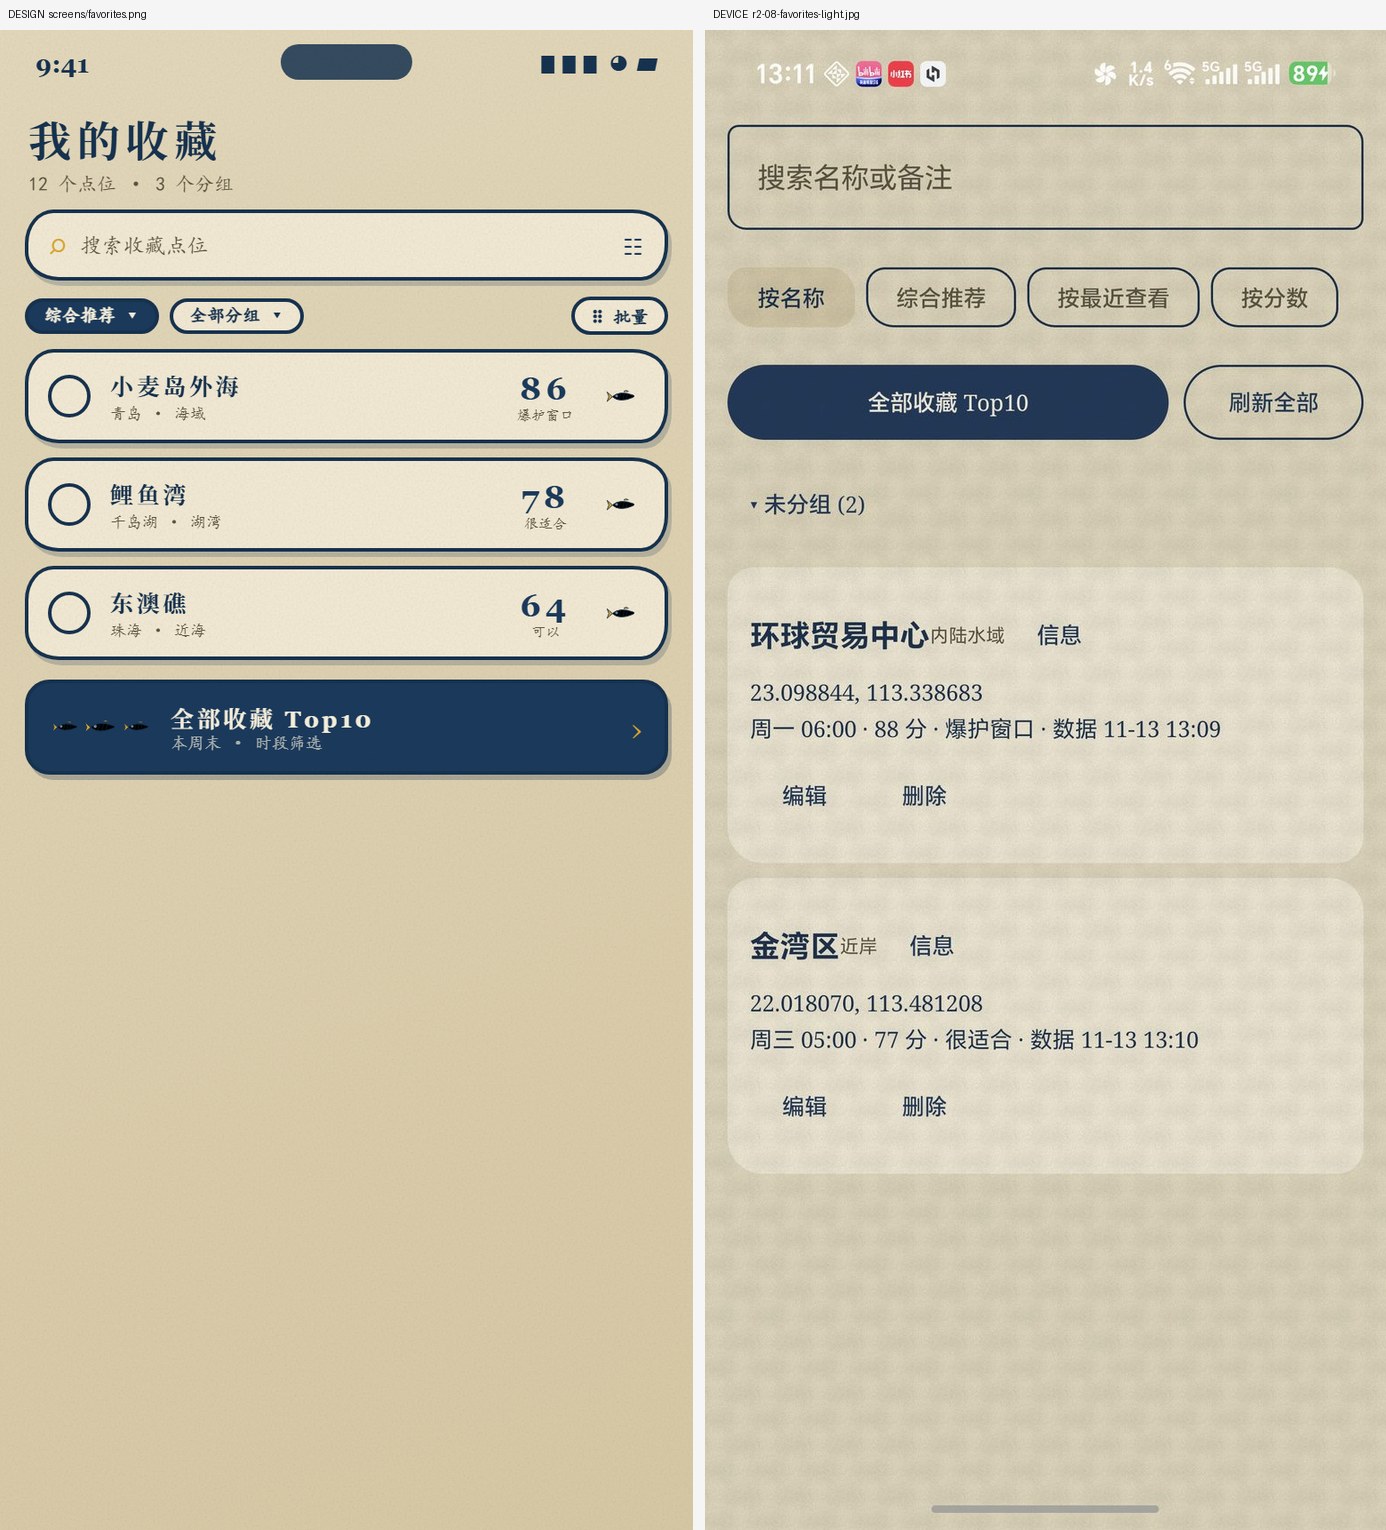 DESIGN screens/favorites.png
9:41
我的收藏
12 个点位 • 3 个分组
搜索收藏点位
综合推荐 ▼
全部分组 ▼
批量
小麦岛外海
青岛 • 海域
86
爆护窗口
鲤鱼湾
千岛湖 • 湖湾
78
很适合
东澳礁
珠海 • 近海
64
可以
全部收藏 Top10
本周末 • 时段筛选
DEVICE r2-08-favorites-light.jpg
13:11
bilibili
小红书
1.4 K/s
6
5G
5G
89
搜索名称或备注
按名称
综合推荐
按最近查看
按分数
全部收藏 Top10
刷新全部
▾ 未分组 (2)
环球贸易中心 内陆水域 信息
23.098844, 113.338683
周一 06:00 · 88 分 · 爆护窗口 · 数据 11-13 13:09
编辑 删除
金湾区 近岸 信息
22.018070, 113.481208
周三 05:00 · 77 分 · 很适合 · 数据 11-13 13:10
编辑 删除